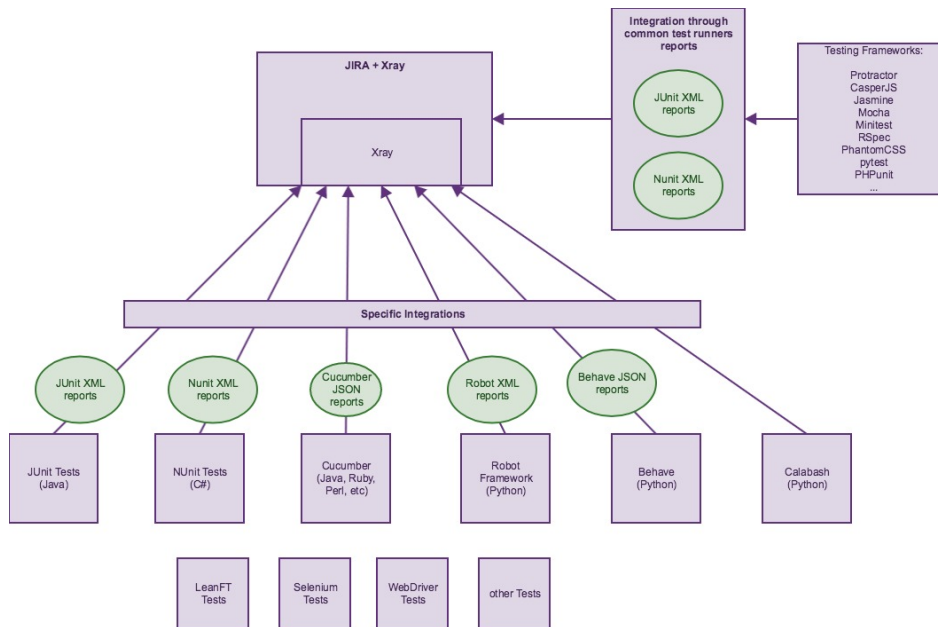 Integration through
common test runners
reports
JIRA + Xray
Testing Frameworks:
Protractor
CasperJS
Jasmine
Mocha
Minitest
RSpec
PhantomCSS
pytest
PHPunit
...
JUnit XML
reports
Xray
Nunit XML
reports
Specific Integrations
JUnit XML
reports
Nunit XML
reports
Cucumber
JSON
reports
Robot XML
reports
Behave JSON
reports
JUnit Tests
(Java)
NUnit Tests
(C#)
Cucumber
(Java, Ruby,
Perl, etc)
Robot
Framework
(Python)
Behave
(Python)
Calabash
(Python)
LeanFT
Tests
Selenium
Tests
WebDriver
Tests
other Tests